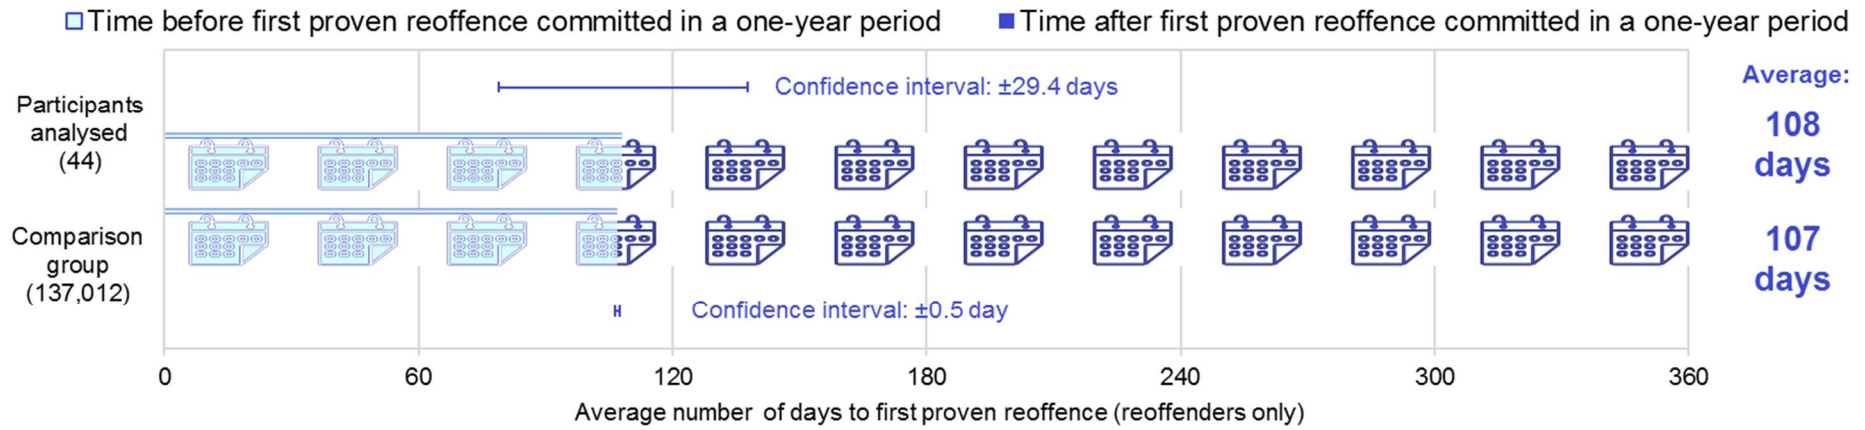 Time before first proven reoffence committed in a one-year period
Time after first proven reoffence committed in a one-year period
Average:
Participants
analysed
(44)
Confidence interval: ±29.4 days
108
days
Comparison
group
(137,012)
Confidence interval: ±0.5 day
107
days
0 60 120 180 240 300 360
Average number of days to first proven reoffence (reoffenders only)